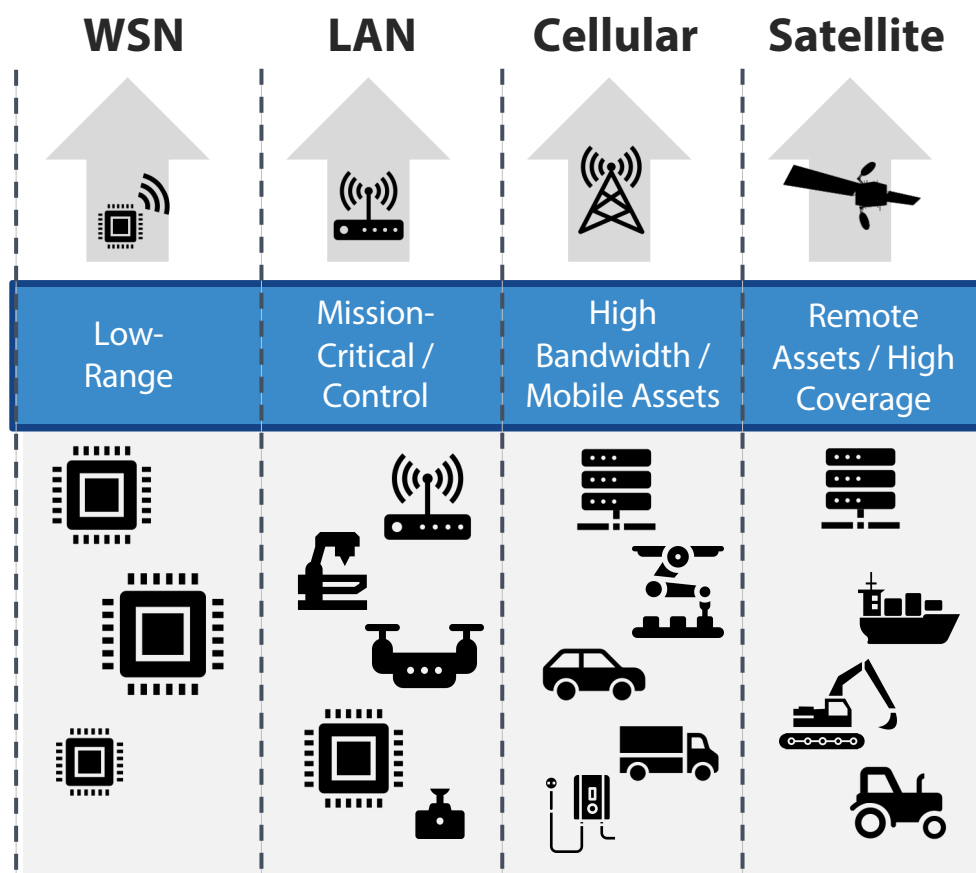 WSN
LAN
Cellular
Satellite
Low-
Range
Mission-
Critical /
Control
High
Bandwidth /
Mobile Assets
Remote
Assets / High
Coverage